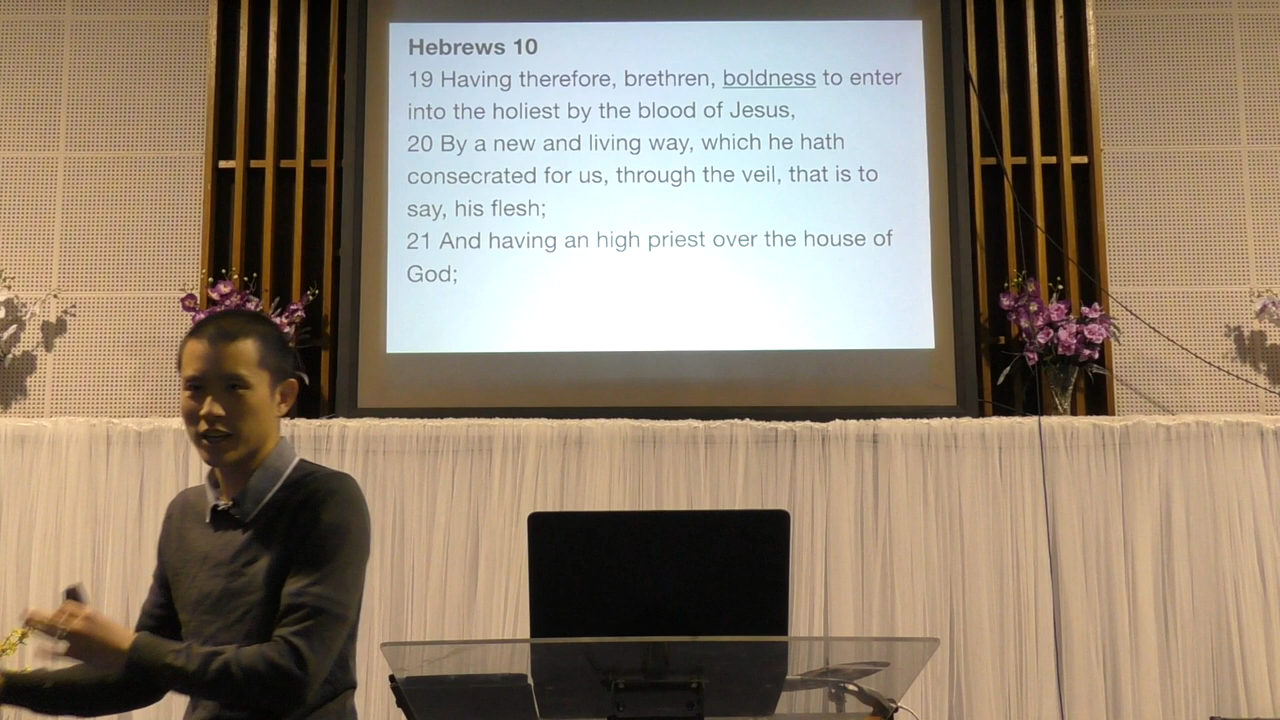 Hebrews 10
19 Having therefore, brethren, boldness to enter
into the holiest by the blood of Jesus,
20 By a new and living way, which he hath
consecrated for us, through the veil, that is to
say, his flesh;
21 And having an high priest over the house of
God;